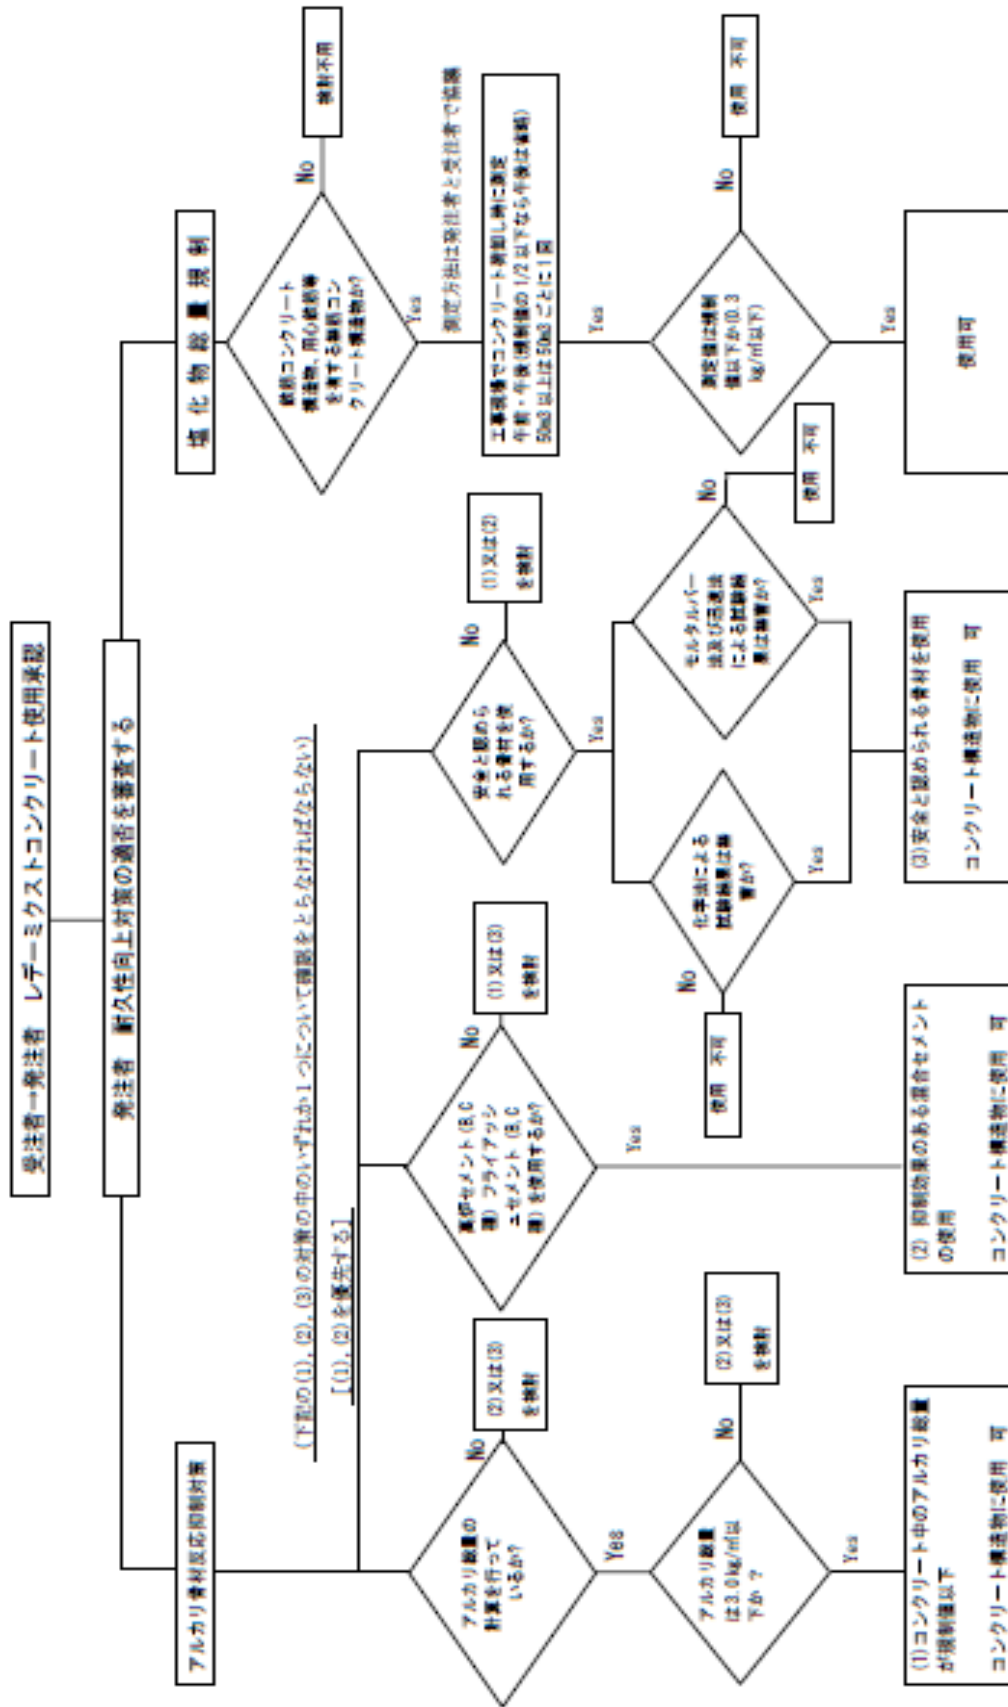 受注者→発注者　レデーミクストコンクリート使用承認
発注者　耐久性向上対策の適否を審査する
アルカリ骨材反応抑制対策
塩 化 物 総 量 規 制
(下記の(1), (2), (3)の対策の中のいずれか1つについて確認をとらなければならない)
[(1), (2)を優先する]
アルカリ総量の
計算を行って
いるか?
No
(2)又は(3)
を検討
Yes
アルカリ総量
は3.0kg/㎥以
下か ?
No
(2)又は(3)
を検討
Yes
(1)コンクリート中のアルカリ総量
が規制値以下
コンクリート構造物に使用　可
高炉セメント(B, C
種) フライアッシ
ュセメント (B, C
種) を使用するか?
No
(1)又は(3)
を検討
Yes
(2) 抑制効果のある混合セメント
の使用
コンクリート構造物に使用　可
安全と認めら
れる骨材を使
用するか?
No
(1)又は(2)
を検討
Yes
化学法による
試験結果は無
害か?
No
使用　不可
Yes
モルタルバー
法及び迅速法
による試験結
果は無害か?
No
使用　不可
Yes
(3)安全と認められる骨材を使用
コンクリート構造物に使用　可
鉄筋コンクリート
構造物、用心鉄筋等
を有する無筋コン
クリート構造物か?
No
検討不用
Yes
測定方法は発注者と受注者で協議
工事現場でコンクリート荷卸し時に測定
午前・午後(規制値の1/2以下なら午後は省略)
50m3以上は50m3ごとに1回
Yes
測定値は規制
値以下か(0.3
kg/㎥以下)
No
使用　不可
Yes
使用可